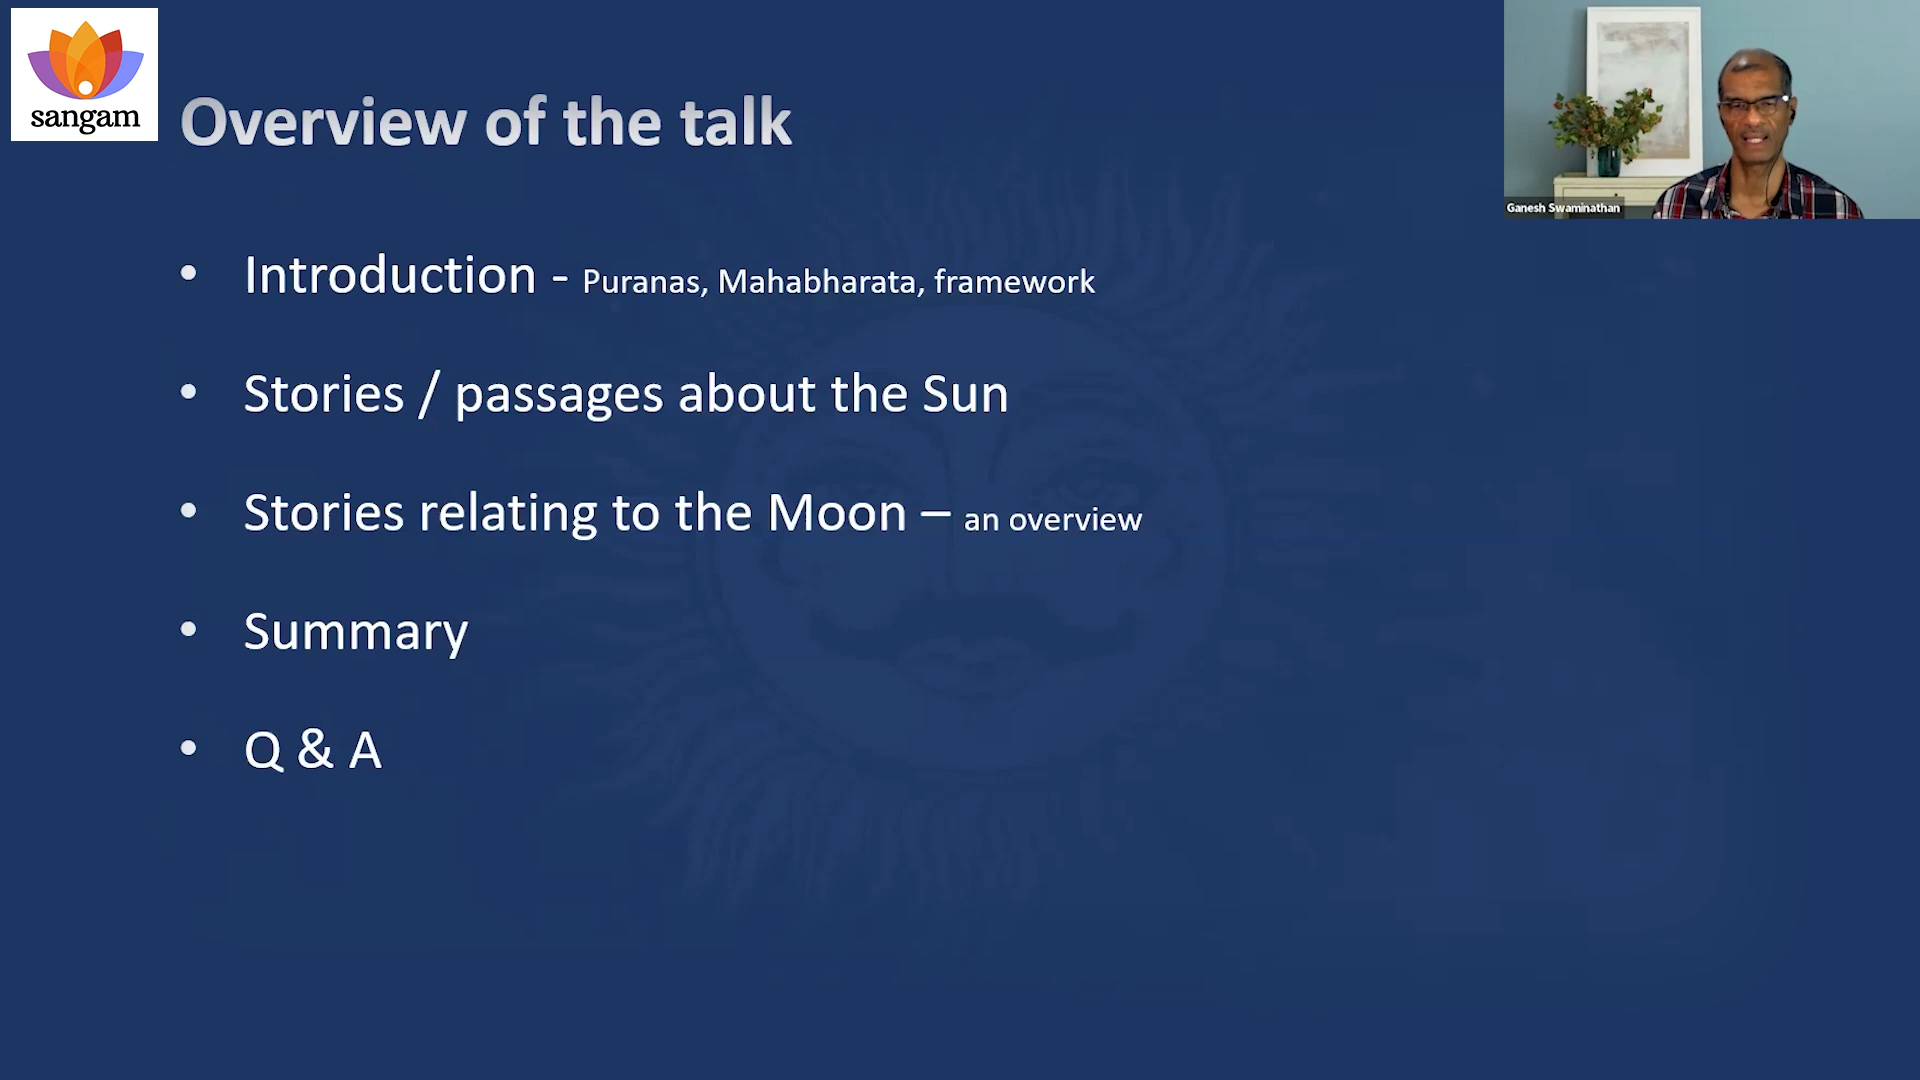 sangam
Overview of the talk
Ganesh Swaminathan
• Introduction - Puranas, Mahabharata, framework
• Stories / passages about the Sun
• Stories relating to the Moon – an overview
• Summary
• Q & A